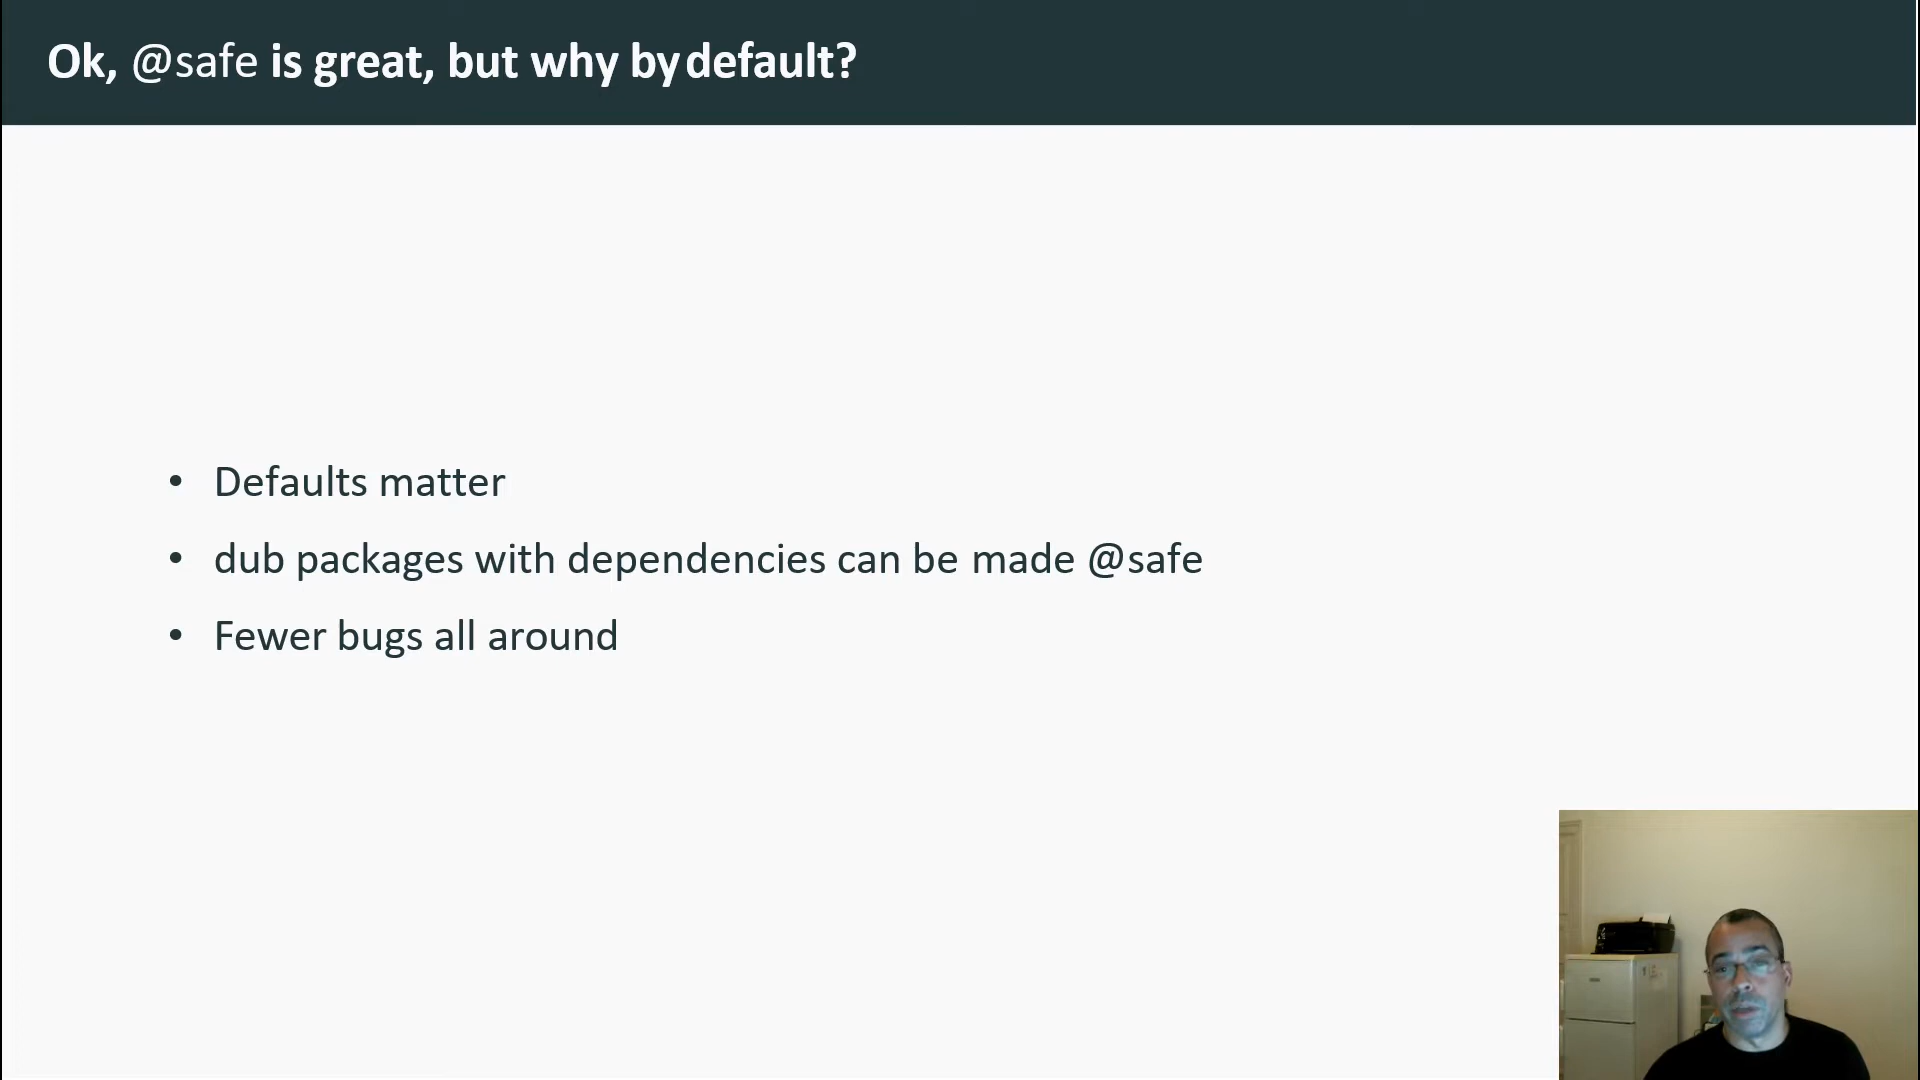 Ok, @safe is great, but why by default?
• Defaults matter
• dub packages with dependencies can be made @safe
• Fewer bugs all around